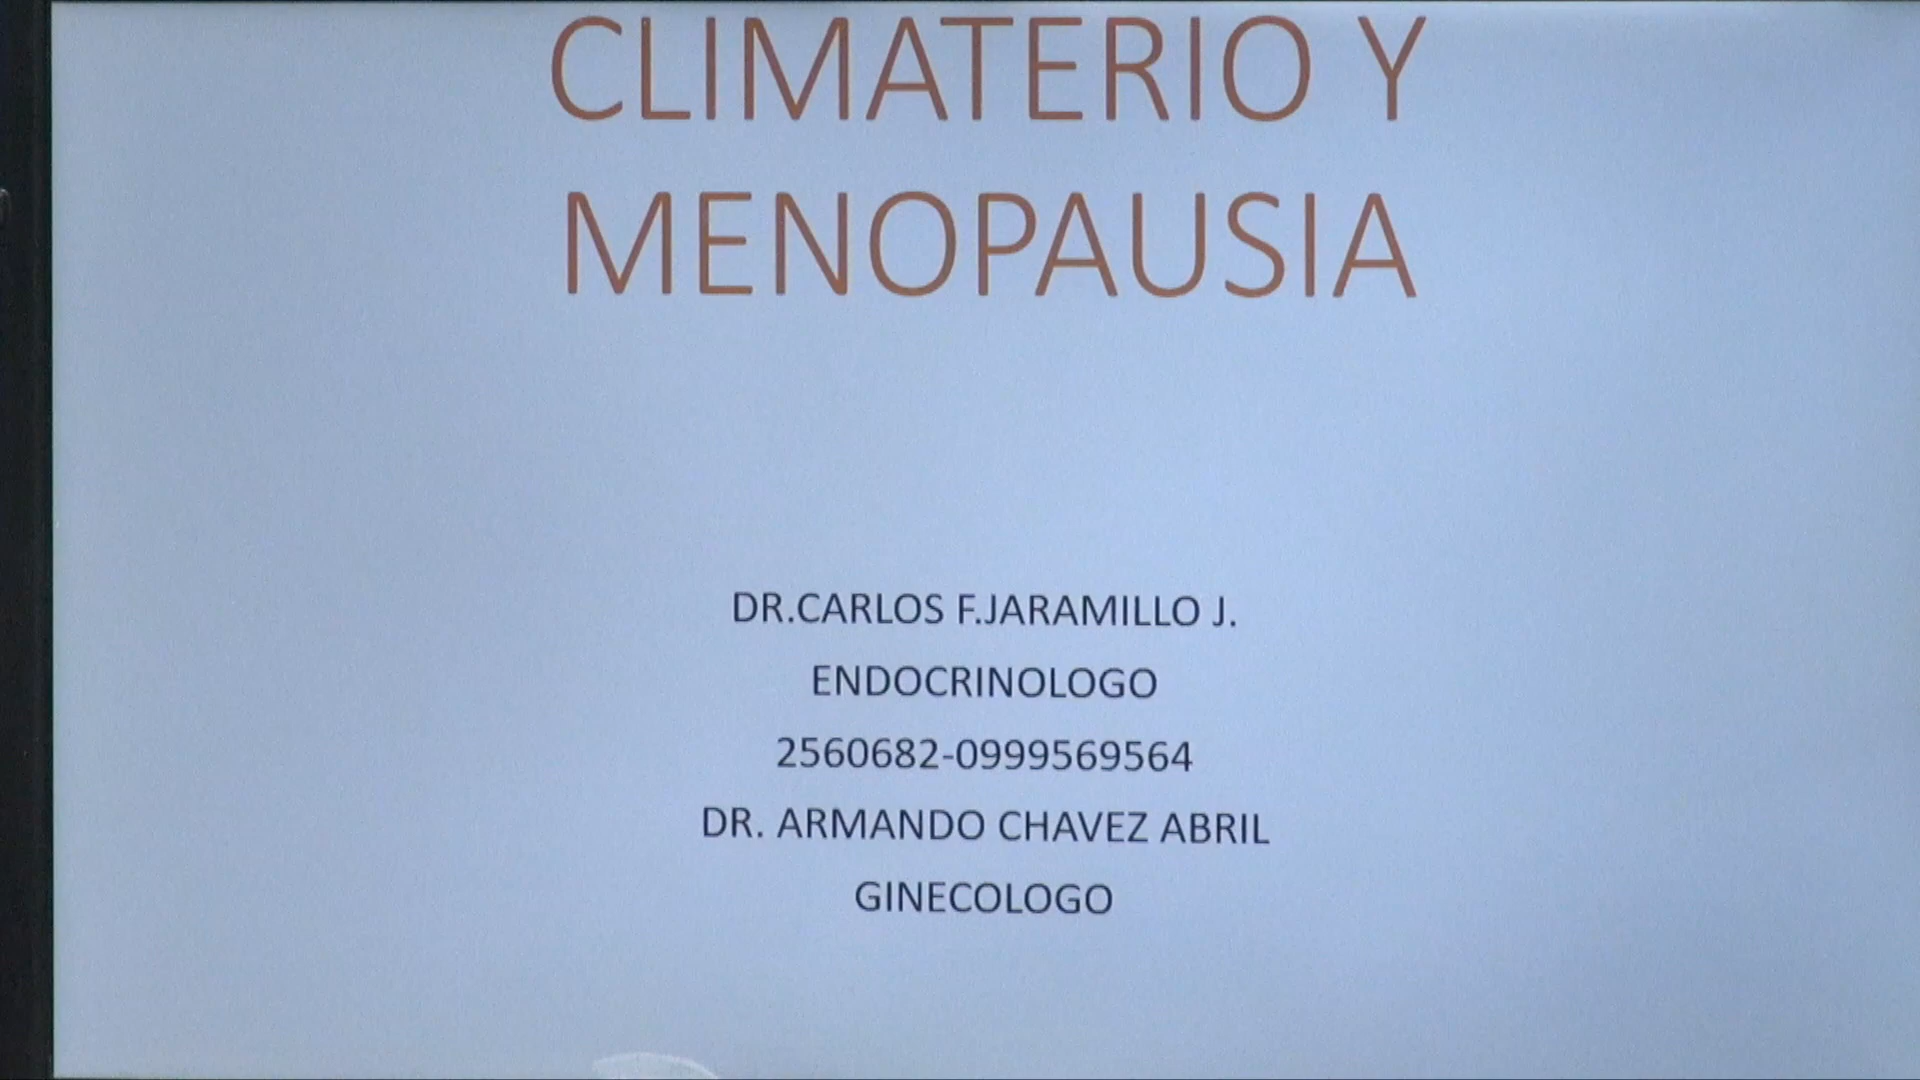 CLIMATERIO Y
MENOPAUSIA
DR.CARLOS F.JARAMILLO J.
ENDOCRINOLOGO
2560682-0999569564
DR. ARMANDO CHAVEZ ABRIL
GINECOLOGO